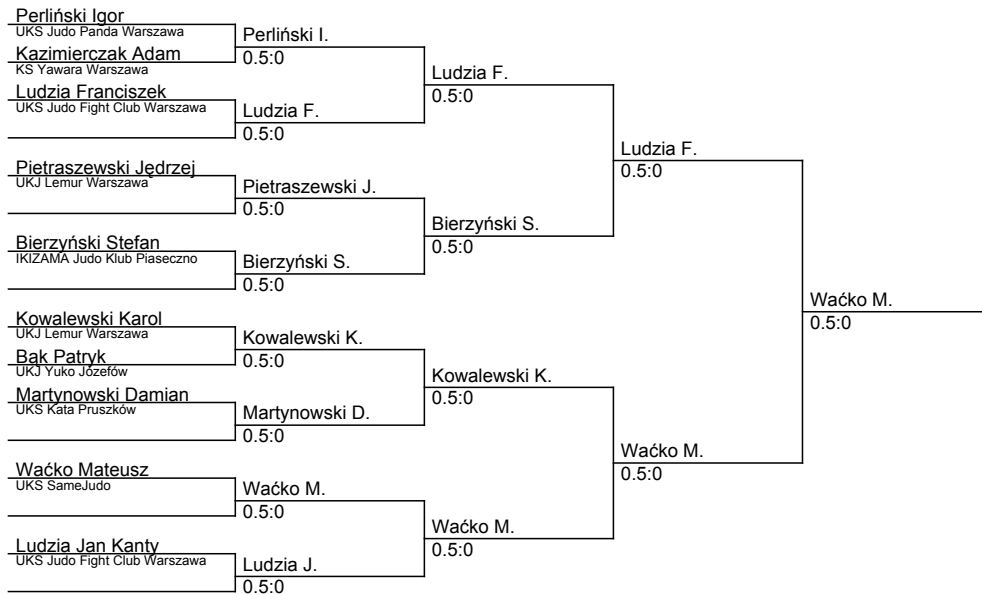 Perliński Igor
UKS Judo Panda Warszawa
Kazimierczak Adam
KS Yawara Warszawa
Ludzia Franciszek
UKS Judo Fight Club Warszawa
Pietraszewski Jędrzej
UKJ Lemur Warszawa
Bierzyński Stefan
IKIZAMA Judo Klub Piaseczno
Kowalewski Karol
UKJ Lemur Warszawa
Bąk Patryk
UKJ Yuko Józefów
Martynowski Damian
UKS Kata Pruszków
Waćko Mateusz
UKS SameJudo
Ludzia Jan Kanty
UKS Judo Fight Club Warszawa
Perliński I.
0.5:0
Ludzia F.
0.5:0
Pietraszewski J.
0.5:0
Bierzyński S.
0.5:0
Kowalewski K.
0.5:0
Martynowski D.
0.5:0
Waćko M.
0.5:0
Ludzia J.
0.5:0
Ludzia F.
0.5:0
Bierzyński S.
0.5:0
Kowalewski K.
0.5:0
Waćko M.
0.5:0
Ludzia F.
0.5:0
Waćko M.
0.5:0
Waćko M.
0.5:0